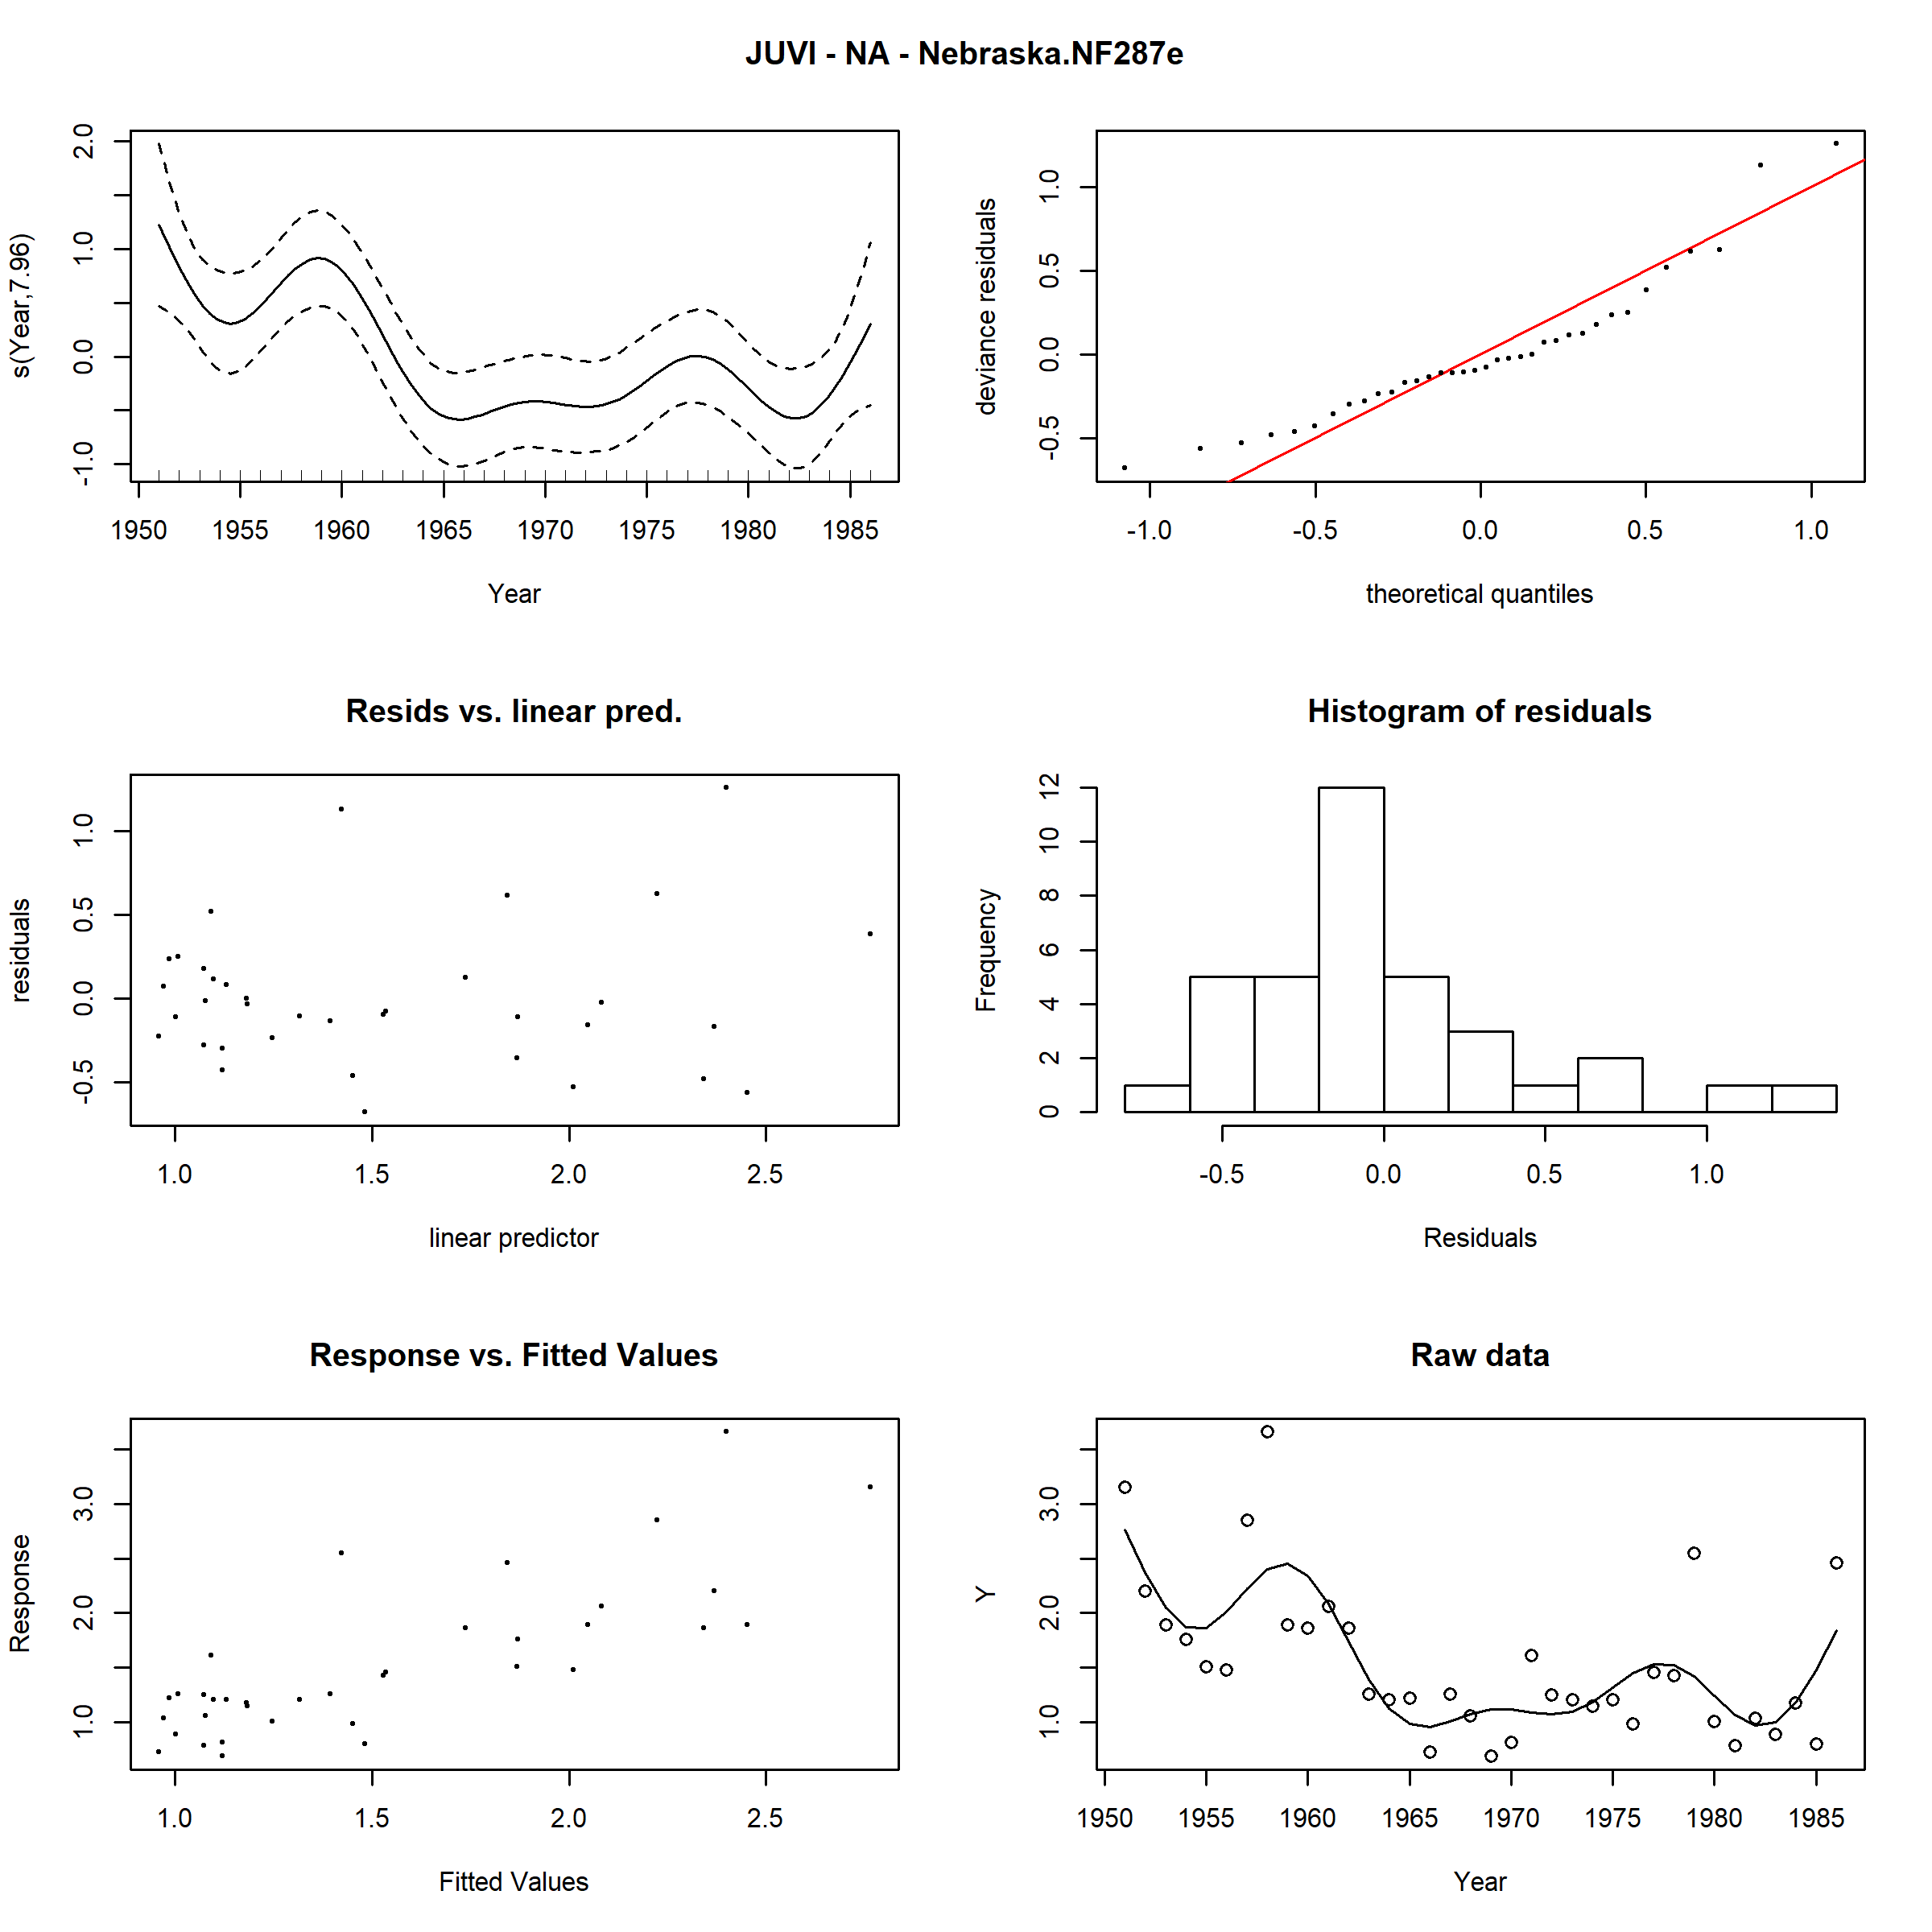 JUVI - NA - Nebraska.NF287e
s(Year,7.96)
2.0
1.0
0.0
-1.0
1950 1955 1960 1965 1970 1975 1980 1985
Year
deviance residuals
1.0
0.5
0.0
-0.5
-1.0 -0.5 0.0 0.5 1.0
theoretical quantiles
Resids vs. linear pred.
residuals
1.0
0.5
0.0
-0.5
1.0 1.5 2.0 2.5
linear predictor
Histogram of residuals
Frequency
12
10
8
6
4
2
0
-0.5 0.0 0.5 1.0
Residuals
Response vs. Fitted Values
Response
3.0
2.0
1.0
1.0 1.5 2.0 2.5
Fitted Values
Raw data
Y
3.0
2.0
1.0
1950 1955 1960 1965 1970 1975 1980 1985
Year